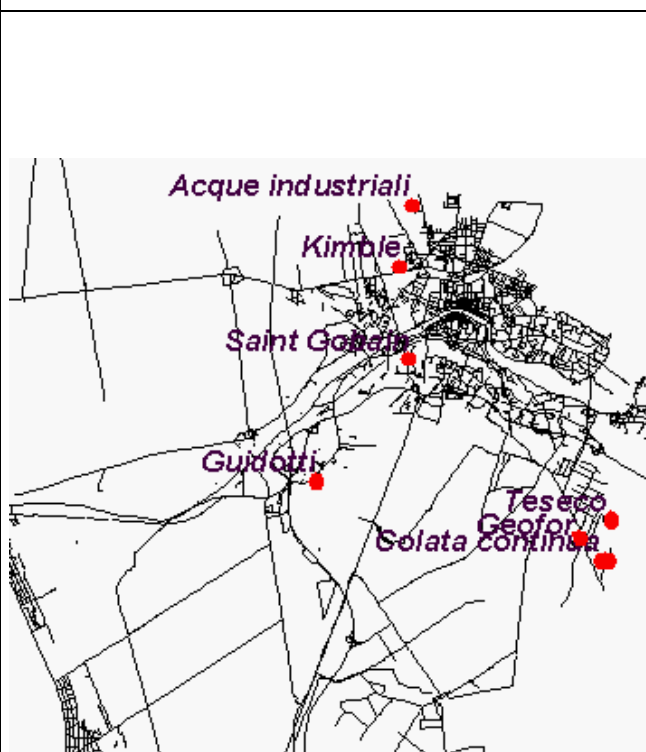 Acque industriali
Kimble
Saint Gobain
Guidotti
Teseco
Geofor
Colata continua